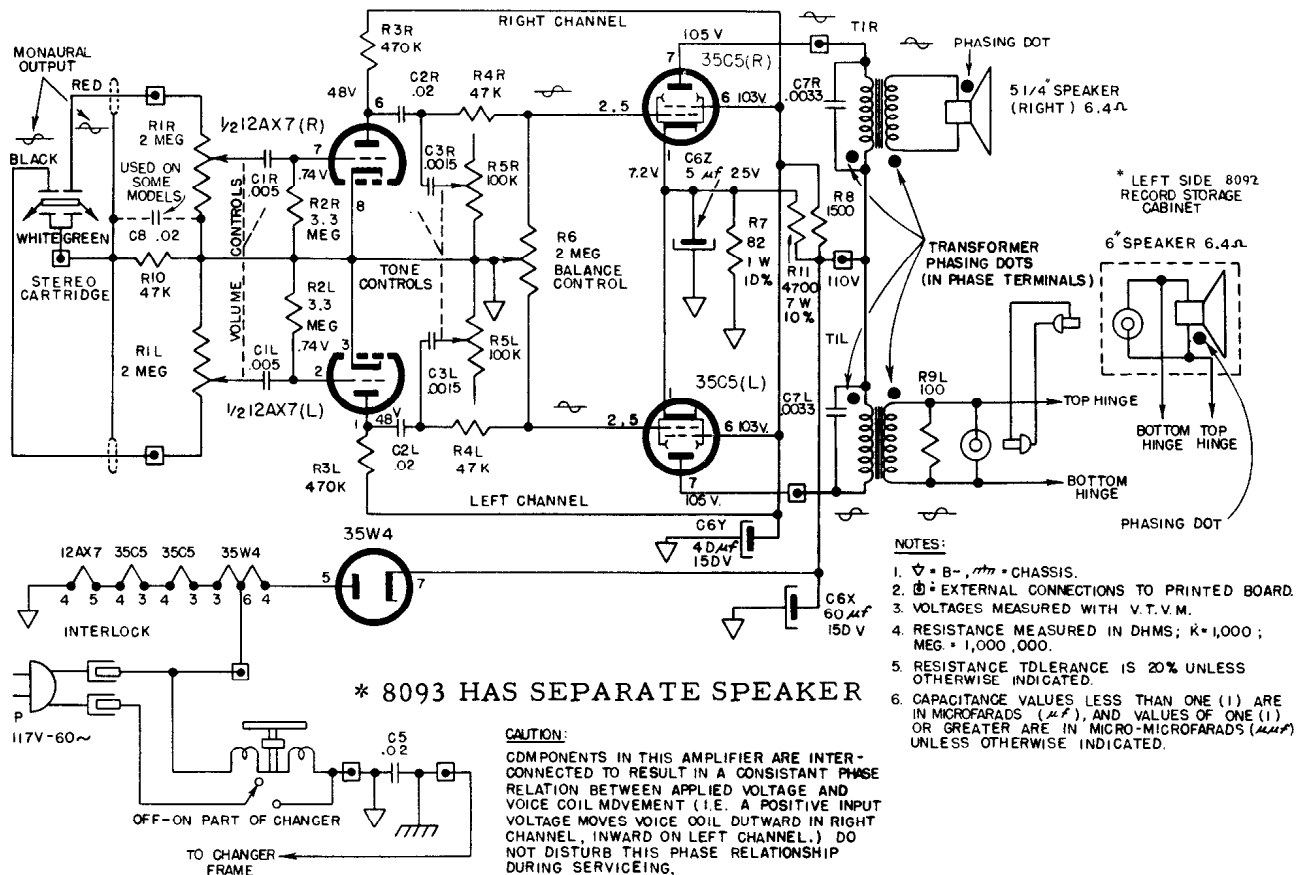 RIGHT CHANNEL
MONAURAL
OUTPUT
RED
BLACK
WHITE
GREEN
STEREO
CARTRIDGE
R1R
2 MEG
USED ON
SOME
MODELS
C8 .02
R10
47K
R1L
2 MEG
1/2 12AX7 (R)
C1R
.005
7
.74V
R2R
3.3
MEG
VOLUME CONTROLS
R2L
3.3
MEG
.74V
C1L
.005
2
1/2 12AX7(L)
R3R
470K
48V
6
8
3
C2R
.02
R4R
47K
C3R
.0015
R5R
100K
TONE
CONTROLS
R6
2 MEG
BALANCE
CONTROL
C3L
.0015
R5L
100K
48V
C2L
.02
R4L
47K
R3L
470K
LEFT CHANNEL
105 V
7
35C5(R)
2,5
6 103V.
1
7.2V
C6Z
5 µf 25V
R7
82
1 W
1D%
R11
4700
7 W
10%
R8
1500
110V
35C5(L)
2,5
6 103V.
7
105V.
T1R
C7R
.0033
PHASING DOT
5 1/4" SPEAKER
(RIGHT) 6.4Ω
TRANSFORMER
PHASING DOTS
(IN PHASE TERMINALS)
T1L
C7L
.0033
R9L
100
TOP HINGE
BOTTOM
HINGE
* LEFT SIDE 8092
RECORD STORAGE
CABINET
6" SPEAKER 6.4Ω
BOTTOM
HINGE
TOP
HINGE
PHASING DOT
C6Y
4D µf
15DV
C6X
60 µf
15D V
35W4
5
7
12AX7 35C5 35C5 35W4
4 5 4 3 4 3 3 6 4
INTERLOCK
P
117V-60~
OFF-ON PART OF CHANGER
C5
.02
TO CHANGER
FRAME
* 8093 HAS SEPARATE SPEAKER
CAUTION:
CDMPONENTS IN THIS AMPLIFIER ARE INTER-
CONNECTED TO RESULT IN A CONSISTANT PHASE
RELATION BETWEEN APPLIED VOLTAGE AND
VOICE COIL MDVEMENT (I.E. A POSITIVE INPUT
VOLTAGE MOVES VOICE COIL DUTWARD IN RIGHT
CHANNEL, INWARD ON LEFT CHANNEL.) DO
NOT DISTURB THIS PHASE RELATIONSHIP
DURING SERVICEING.
NOTES:
1. ▽ = B-, = CHASSIS.
2. = EXTERNAL CONNECTIONS TO PRINTED BOARD.
3. VOLTAGES MEASURED WITH V.T.V.M.
4. RESISTANCE MEASURED IN DHMS; K=1,000;
MEG. = 1,000,000.
5. RESISTANCE TDLERANCE IS 20% UNLESS
OTHERWISE INDICATED.
6. CAPACITANCE VALUES LESS THAN ONE (1) ARE
IN MICROFARADS (µf), AND VALUES OF ONE (1)
OR GREATER ARE IN MICRO-MICROFARADS (µµf)
UNLESS OTHERWISE INDICATED.